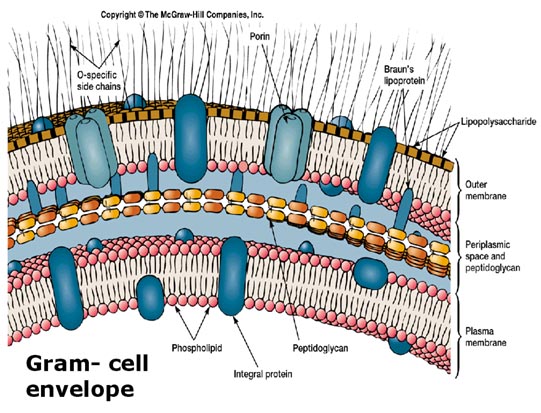 Copyright © The McGraw-Hill Companies, Inc.
Porin
O-specific
side chains
Braun's
lipoprotein
Lipopolysaccharide
Outer
membrane
Periplasmic
space and
peptidoglycan
Plasma
membrane
Phospholipid
Peptidoglycan
Integral protein
Gram- cell
envelope